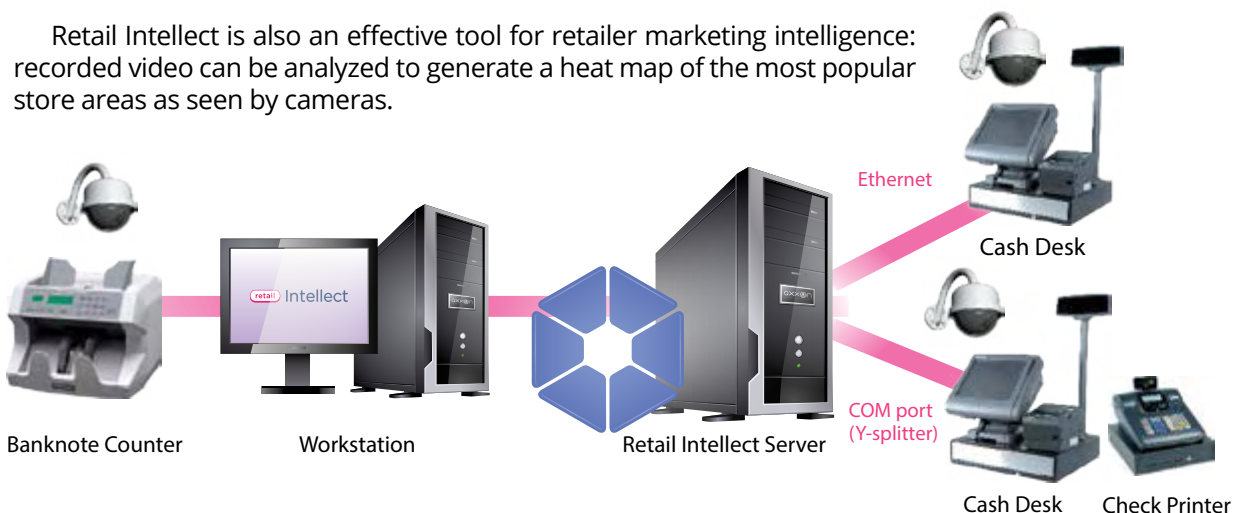 Retail Intellect is also an effective tool for retailer marketing intelligence:
recorded video can be analyzed to generate a heat map of the most popular
store areas as seen by cameras.
Ethernet
Cash Desk
retail Intellect
axxon
axxon
COM port
(Y-splitter)
Banknote Counter
Workstation
Retail Intellect Server
Cash Desk
Check Printer